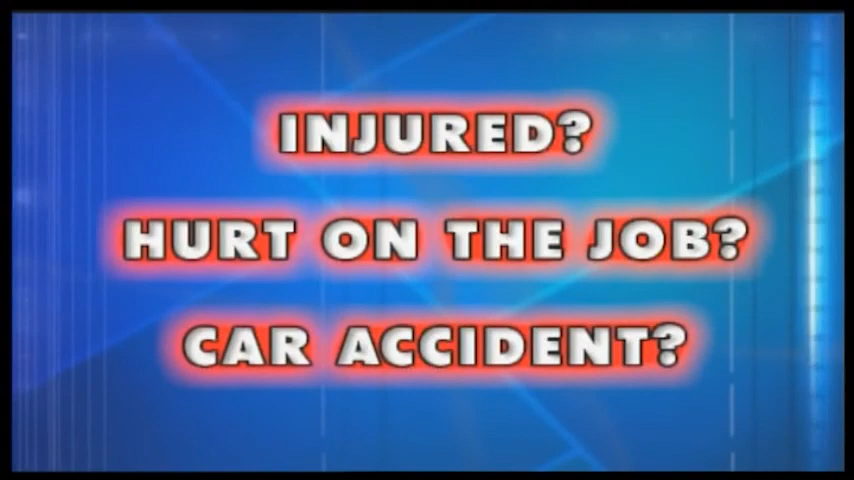 INJURED?
HURT ON THE JOB?
CAR ACCIDENT?